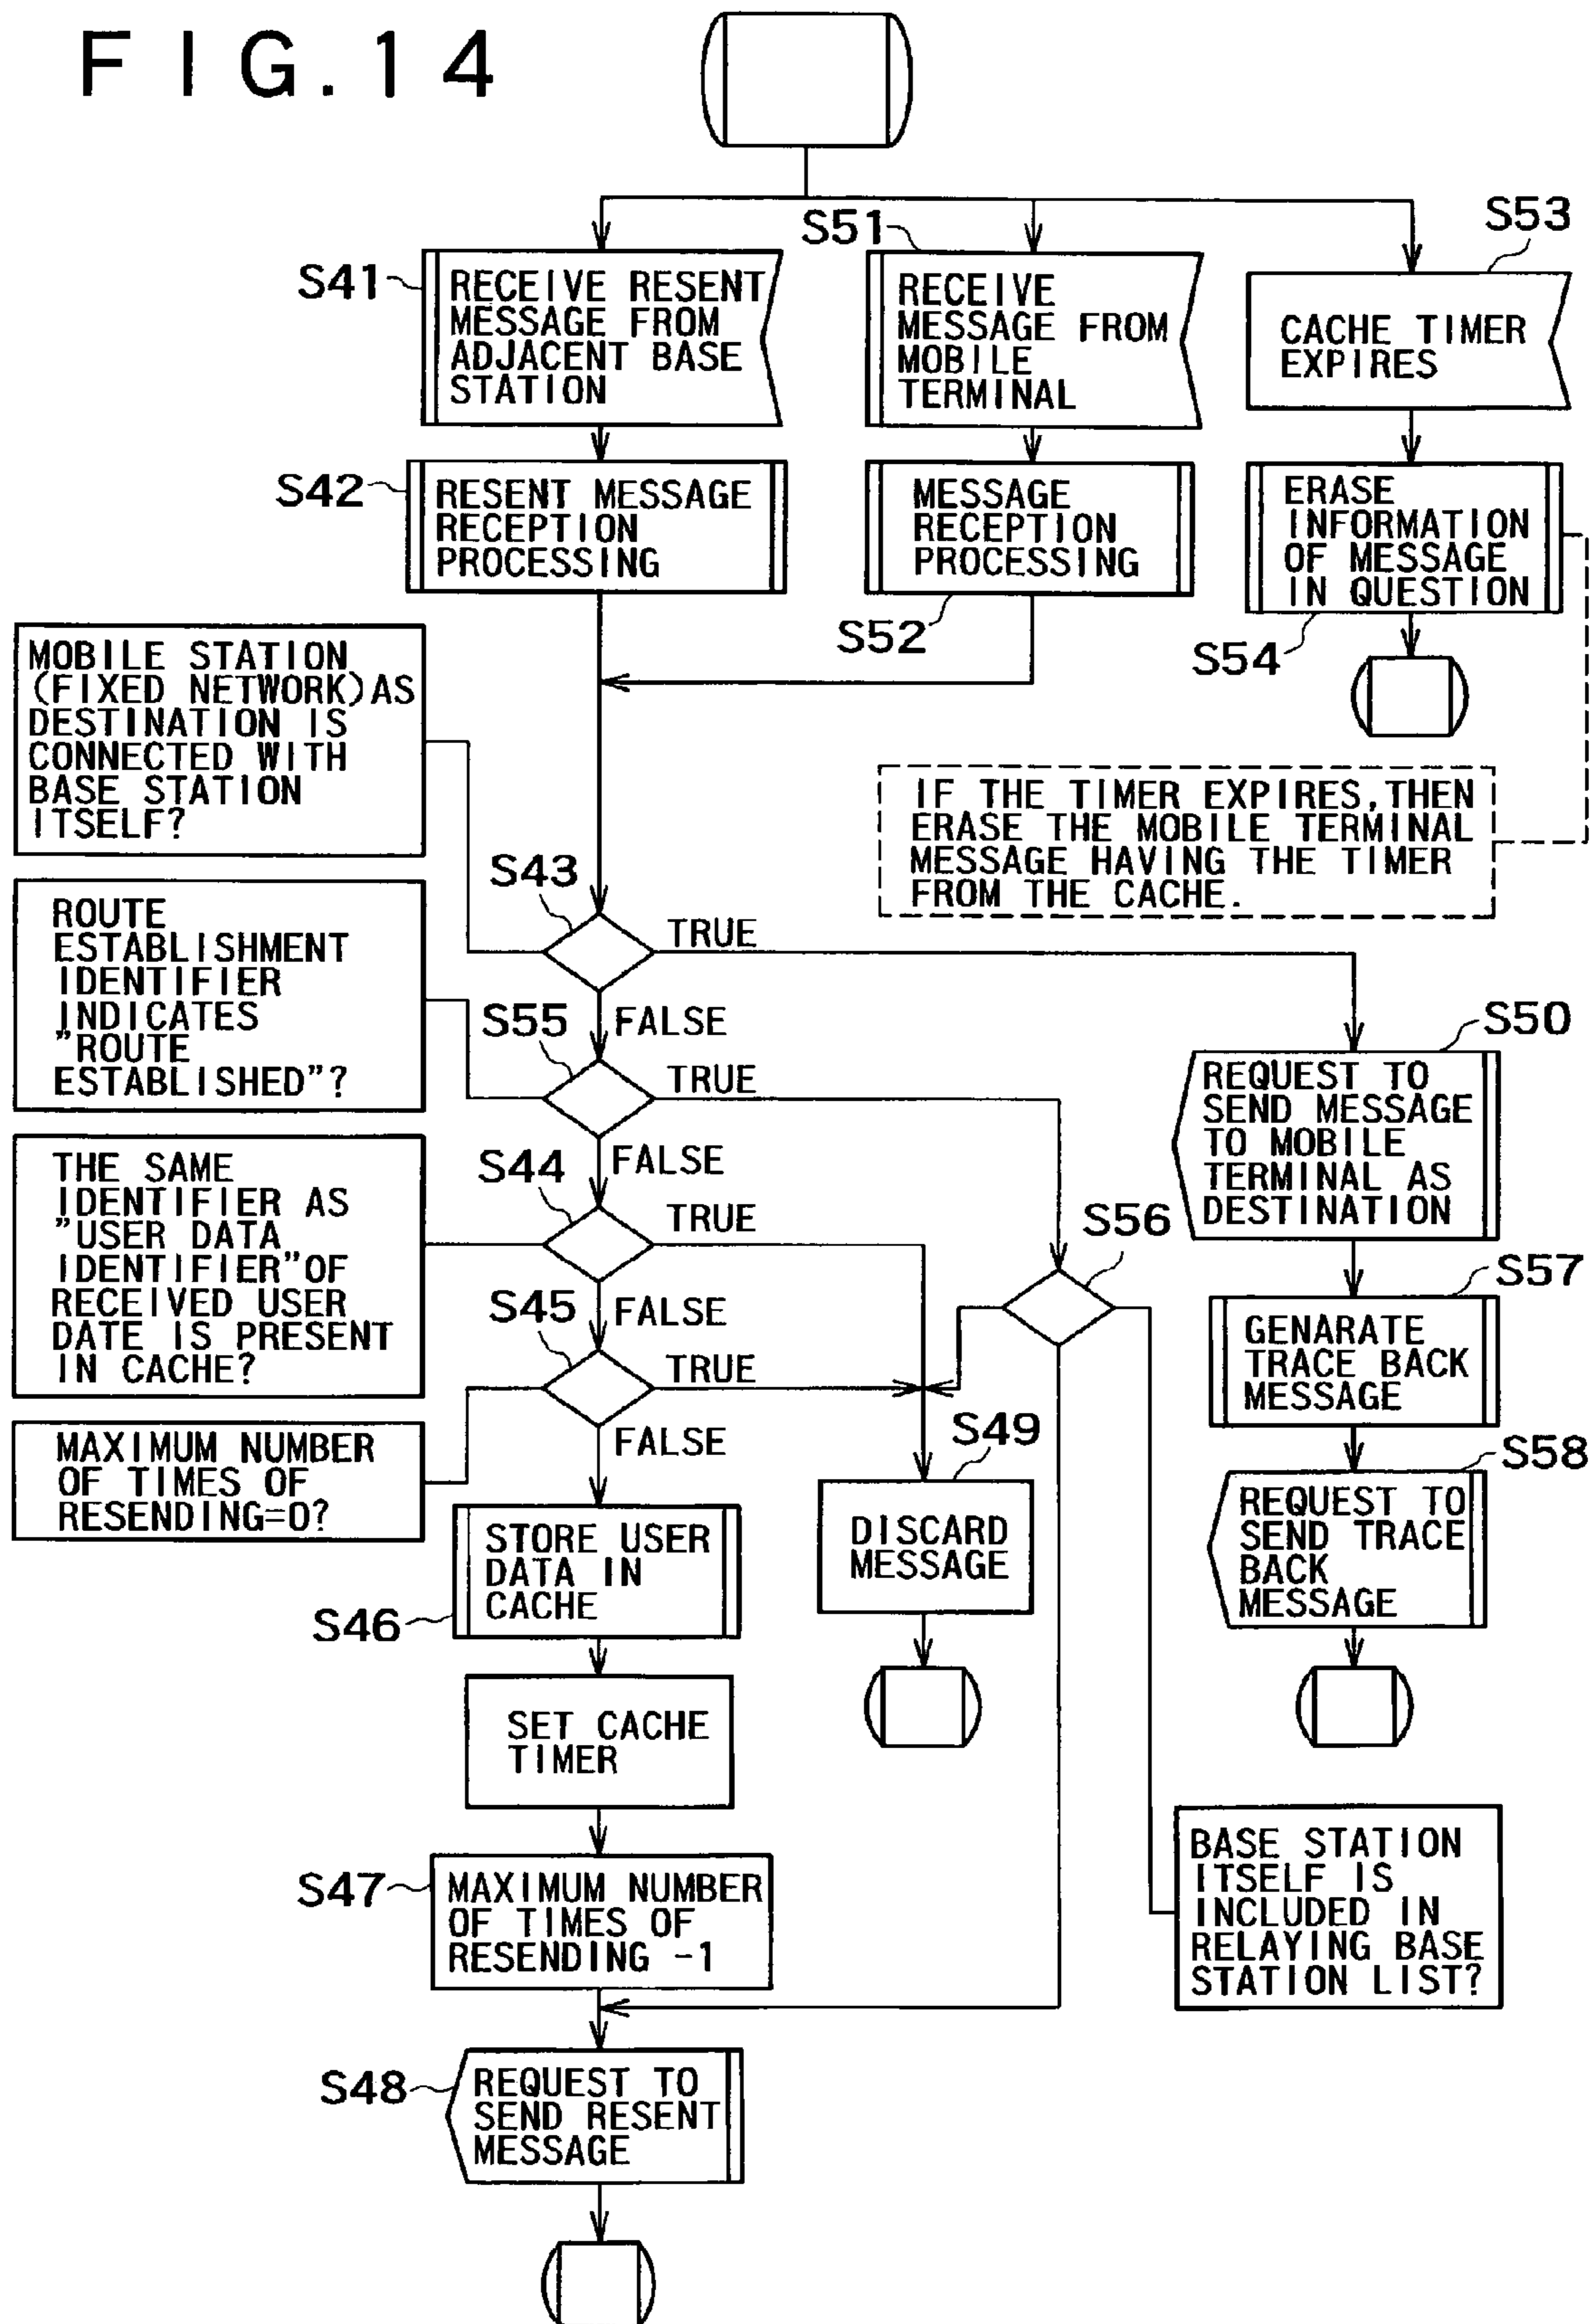 FIG.14
S41
RECEIVE RESENT
MESSAGE FROM
ADJACENT BASE
STATION
S51
RECEIVE
MESSAGE FROM
MOBILE
TERMINAL
S53
CACHE TIMER
EXPIRES
S42
RESENT MESSAGE
RECEPTION
PROCESSING
MESSAGE
RECEPTION
PROCESSING
S52
ERASE
INFORMATION
OF MESSAGE
IN QUESTION
S54
MOBILE STATION
(FIXED NETWORK)AS
DESTINATION IS
CONNECTED WITH
BASE STATION
ITSELF?
IF THE TIMER EXPIRES,THEN
ERASE THE MOBILE TERMINAL
MESSAGE HAVING THE TIMER
FROM THE CACHE.
S43
TRUE
FALSE
ROUTE
ESTABLISHMENT
IDENTIFIER
INDICATES
"ROUTE
ESTABLISHED"?
S55
TRUE
FALSE
S50
REQUEST TO
SEND MESSAGE
TO MOBILE
TERMINAL AS
DESTINATION
THE SAME
IDENTIFIER AS
"USER DATA
IDENTIFIER"OF
RECEIVED USER
DATE IS PRESENT
IN CACHE?
S44
TRUE
FALSE
S56
S57
GENARATE
TRACE BACK
MESSAGE
S45
TRUE
FALSE
MAXIMUM NUMBER
OF TIMES OF
RESENDING=0?
S49
DISCARD
MESSAGE
S58
REQUEST TO
SEND TRACE
BACK
MESSAGE
STORE USER
DATA IN
CACHE
S46
SET CACHE
TIMER
BASE STATION
ITSELF IS
INCLUDED IN
RELAYING BASE
STATION LIST?
S47
MAXIMUM NUMBER
OF TIMES OF
RESENDING -1
S48
REQUEST TO
SEND RESENT
MESSAGE